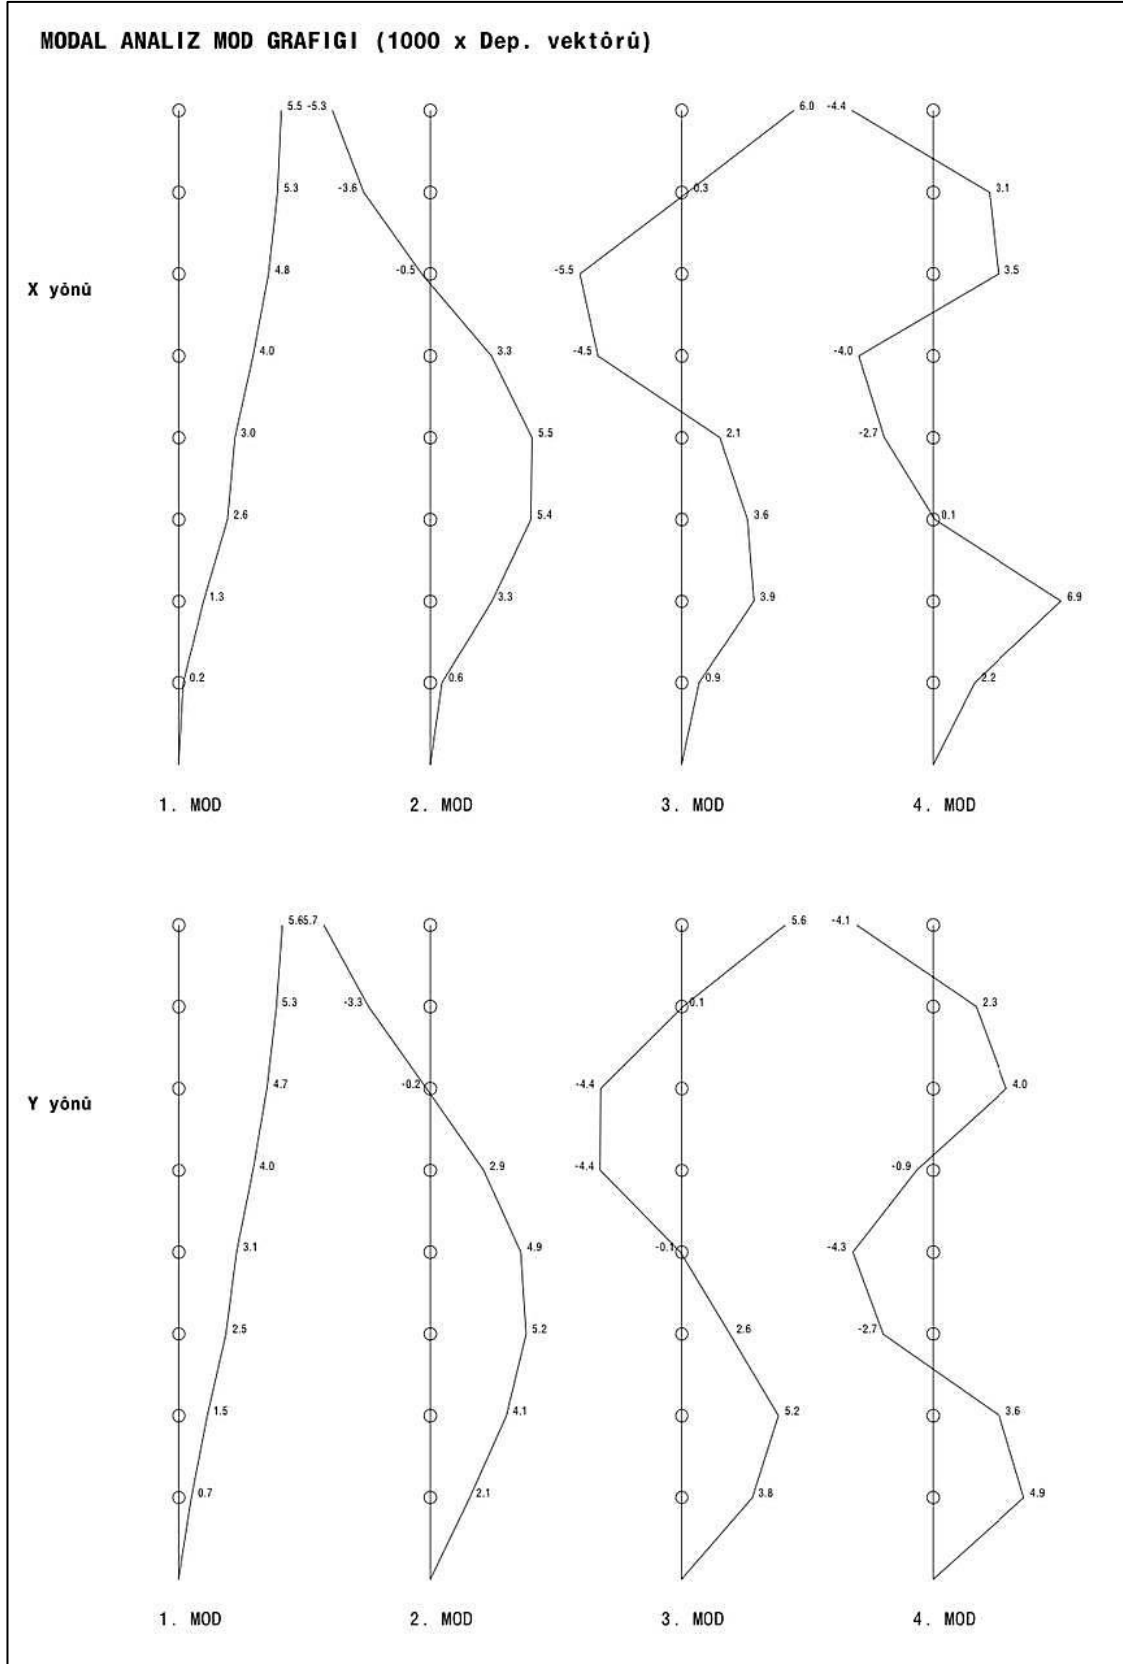 MODAL ANALIZ MOD GRAFIGI (1000 x Dep. vektörü)
5.5 -5.3 6.0 -4.4
5.3 -3.6 0.3 3.1
4.8 -0.5 -5.5 3.5
X yönü
4.0 3.3 -4.5 -4.0
3.0 5.5 2.1 -2.7
2.6 5.4 3.6 0.1
1.3 3.3 3.9 6.9
0.2 0.6 0.9 2.2
1. MOD 2. MOD 3. MOD 4. MOD
5.65.7 5.6 -4.1
5.3 -3.3 0.1 2.3
4.7 -0.2 -4.4 4.0
Y yönü
4.0 2.9 -4.4 -0.9
3.1 4.9 -0.1 -4.3
2.5 5.2 2.6 -2.7
1.5 4.1 5.2 3.6
0.7 2.1 3.8 4.9
1. MOD 2. MOD 3. MOD 4. MOD